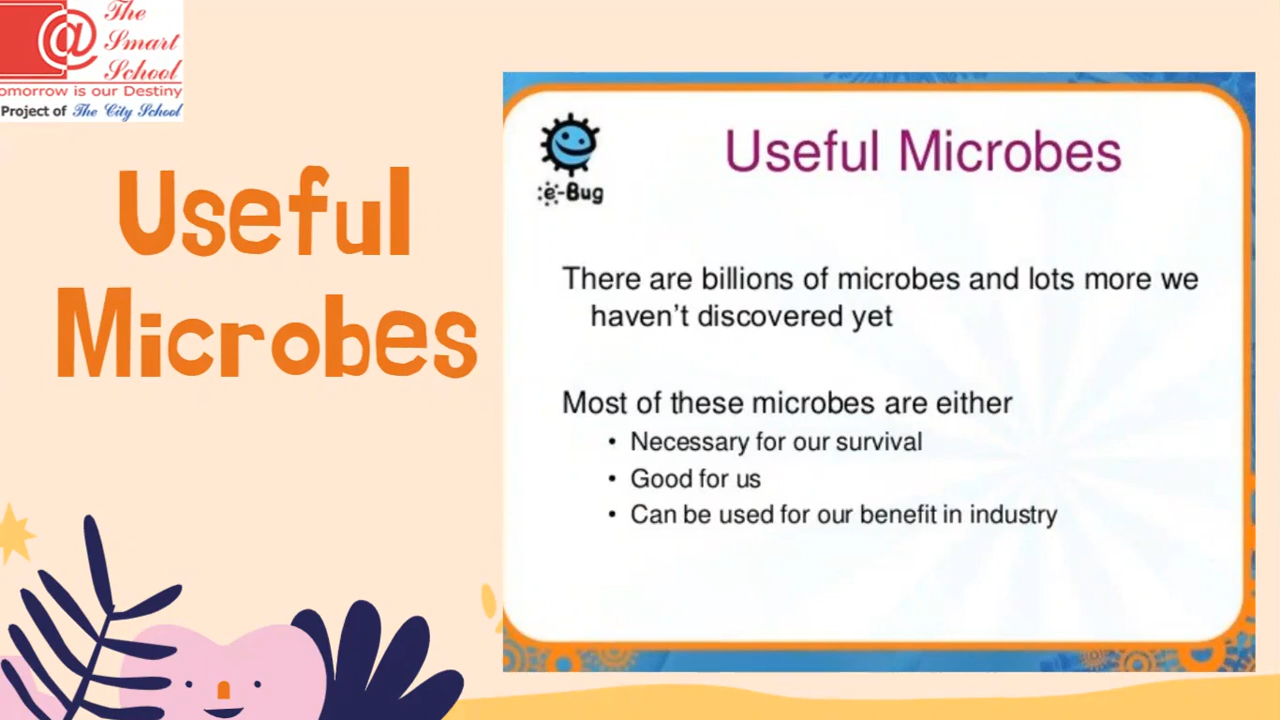 The
Smart
School
omorrow is our Destiny
Project of The City School
Useful
Microbes
e-Bug
Useful Microbes
There are billions of microbes and lots more we
haven't discovered yet
Most of these microbes are either
• Necessary for our survival
• Good for us
• Can be used for our benefit in industry